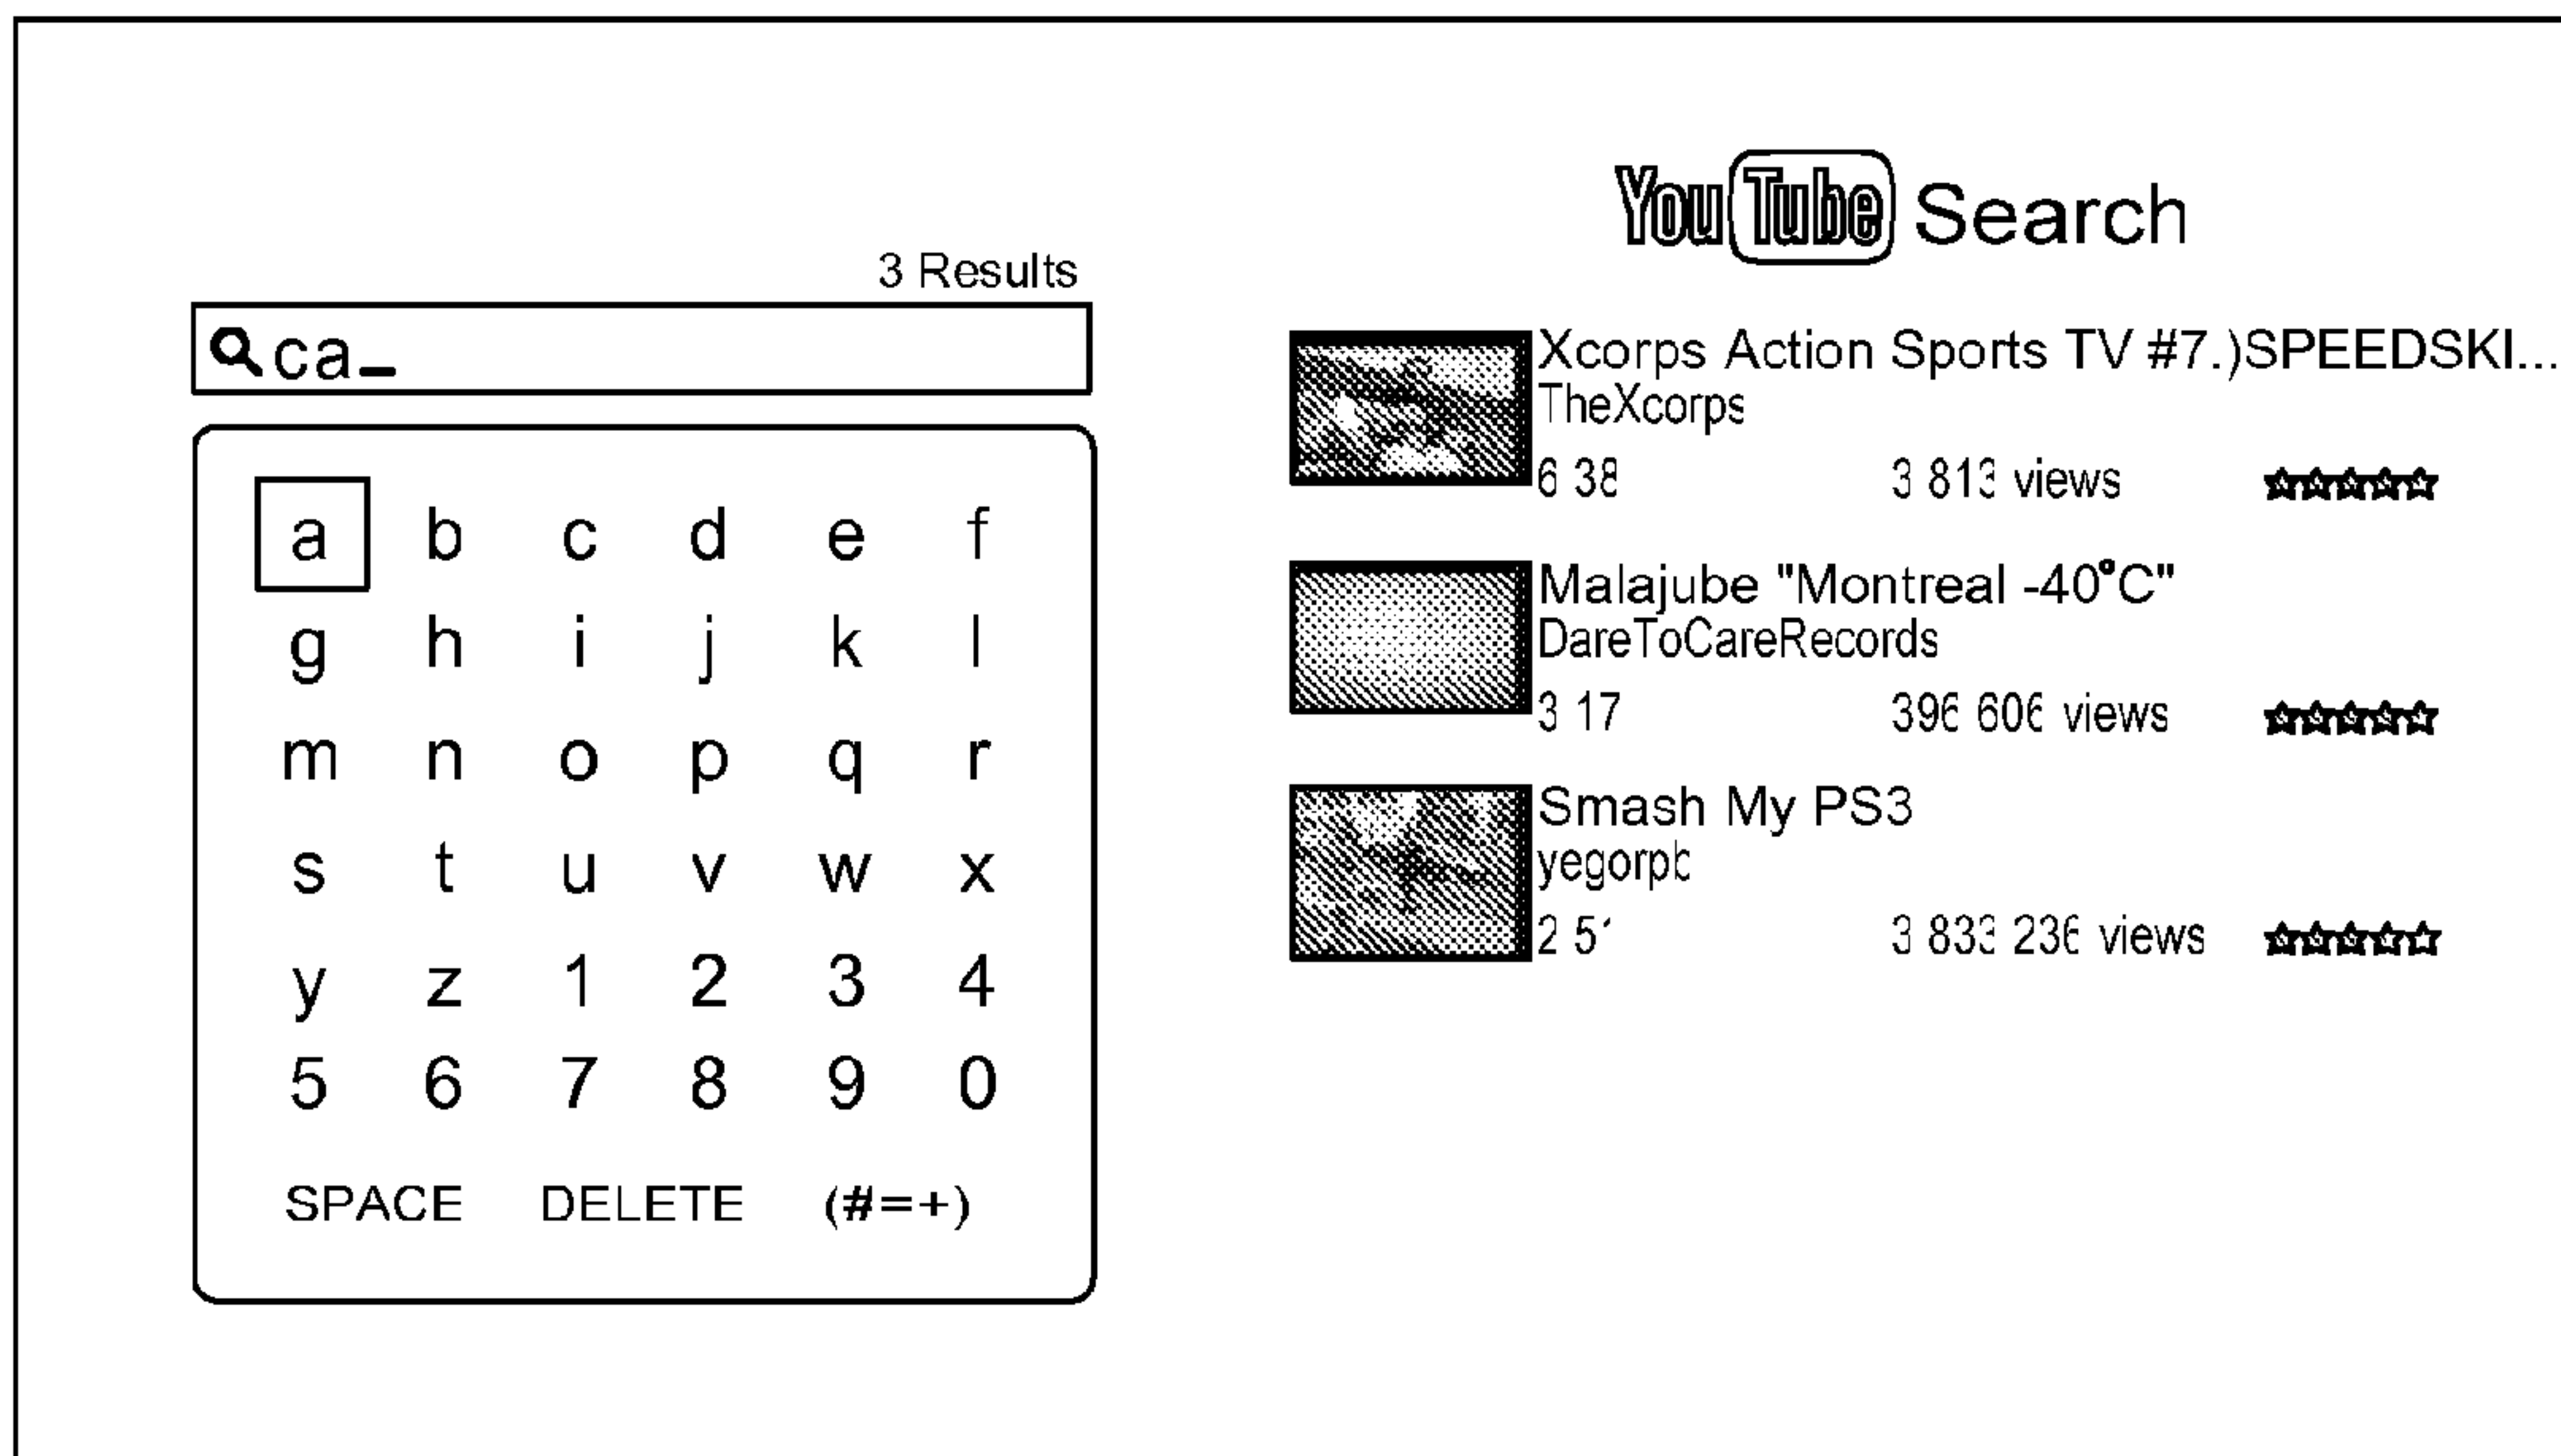 YouTube Search
3 Results
ca_
a b c d e f
g h i j k l
m n o p q r
s t u v w x
y z 1 2 3 4
5 6 7 8 9 0
SPACE DELETE (#=+)
Xcorps Action Sports TV #7.)SPEEDSKI...
TheXcorps
6 38 3 813 views
Malajube "Montreal -40°C"
DareToCareRecords
3 17 396 606 views
Smash My PS3
yegorpb
2 51 3 833 236 views